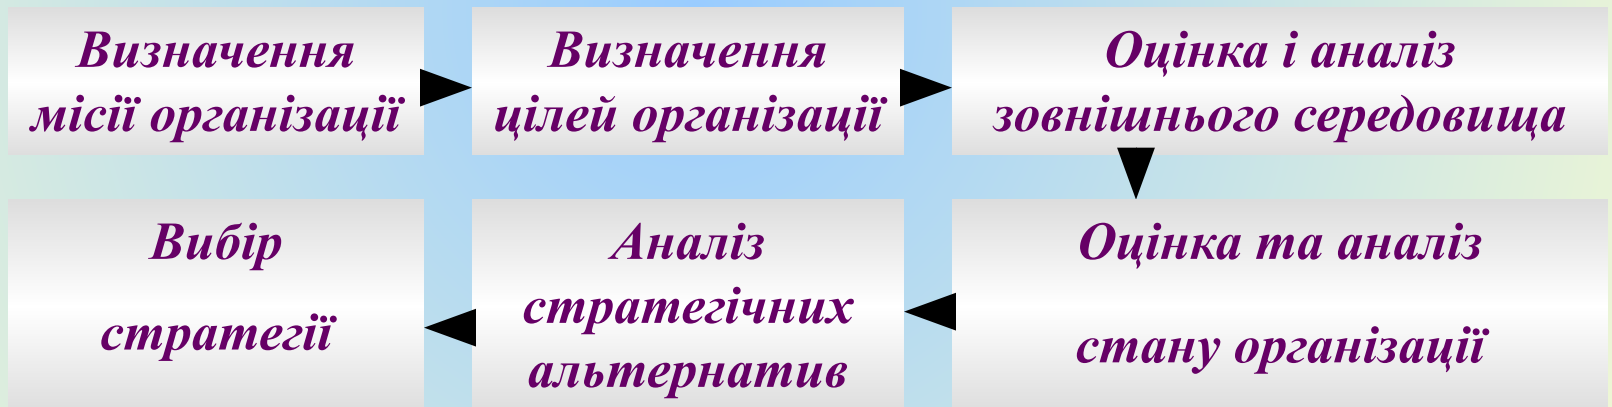 Визначення
місії організації
Визначення
цілей організації
Оцінка і аналіз
зовнішнього середовища
Оцінка та аналіз
стану організації
Аналіз
стратегічних
альтернатив
Вибір
стратегії